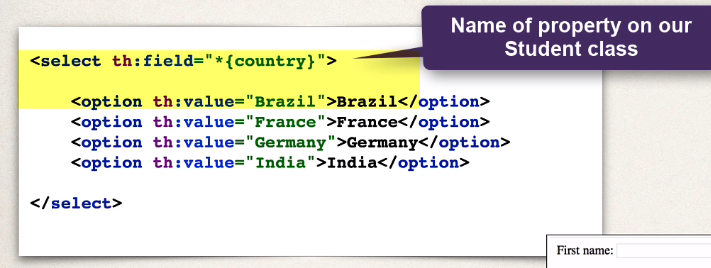 Name of property on our
Student class
<select th:field="*{country}">
<option th:value="Brazil">Brazil</option>
<option th:value="France">France</option>
<option th:value="Germany">Germany</option>
<option th:value="India">India</option>
</select>
First name: